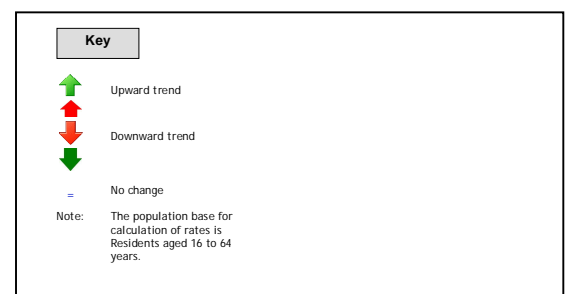 Key
Upward trend
Downward trend
= No change
Note: The population base for
calculation of rates is
Residents aged 16 to 64
years.